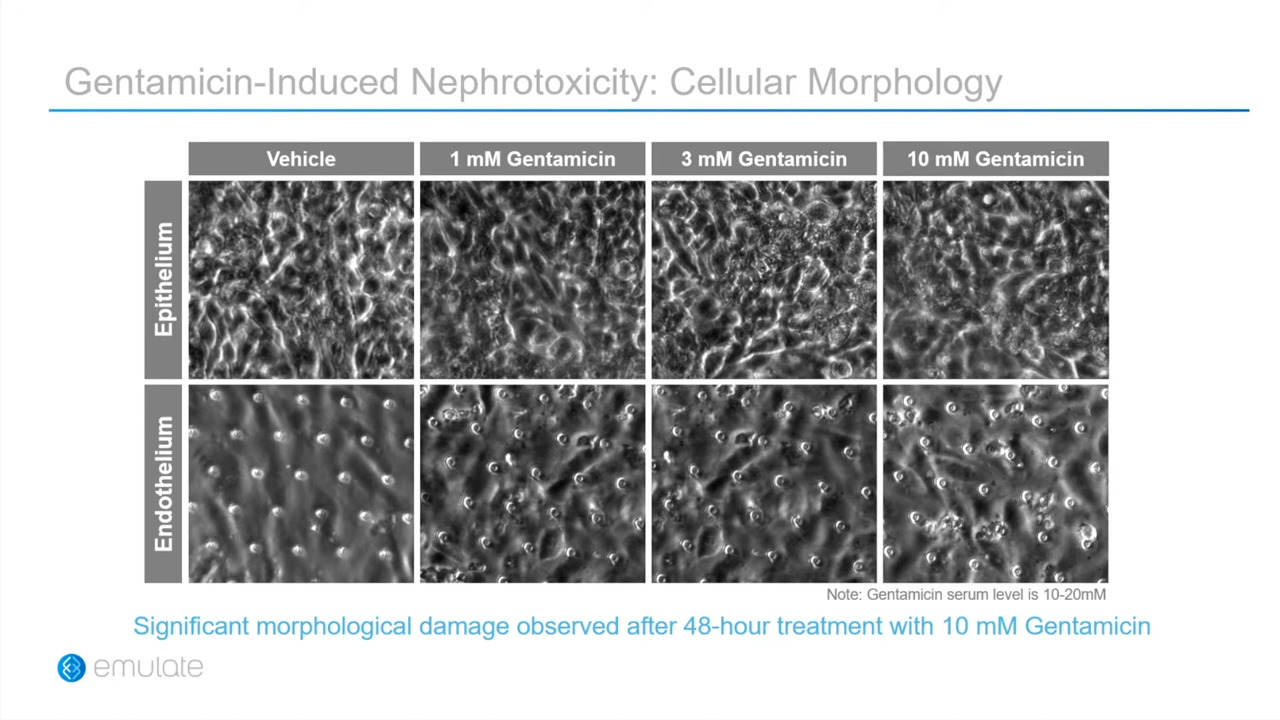 Gentamicin-Induced Nephrotoxicity: Cellular Morphology
Vehicle
1 mM Gentamicin
3 mM Gentamicin
10 mM Gentamicin
Epithelium
Endothelium
Note: Gentamicin serum level is 10-20mM
Significant morphological damage observed after 48-hour treatment with 10 mM Gentamicin
emulate